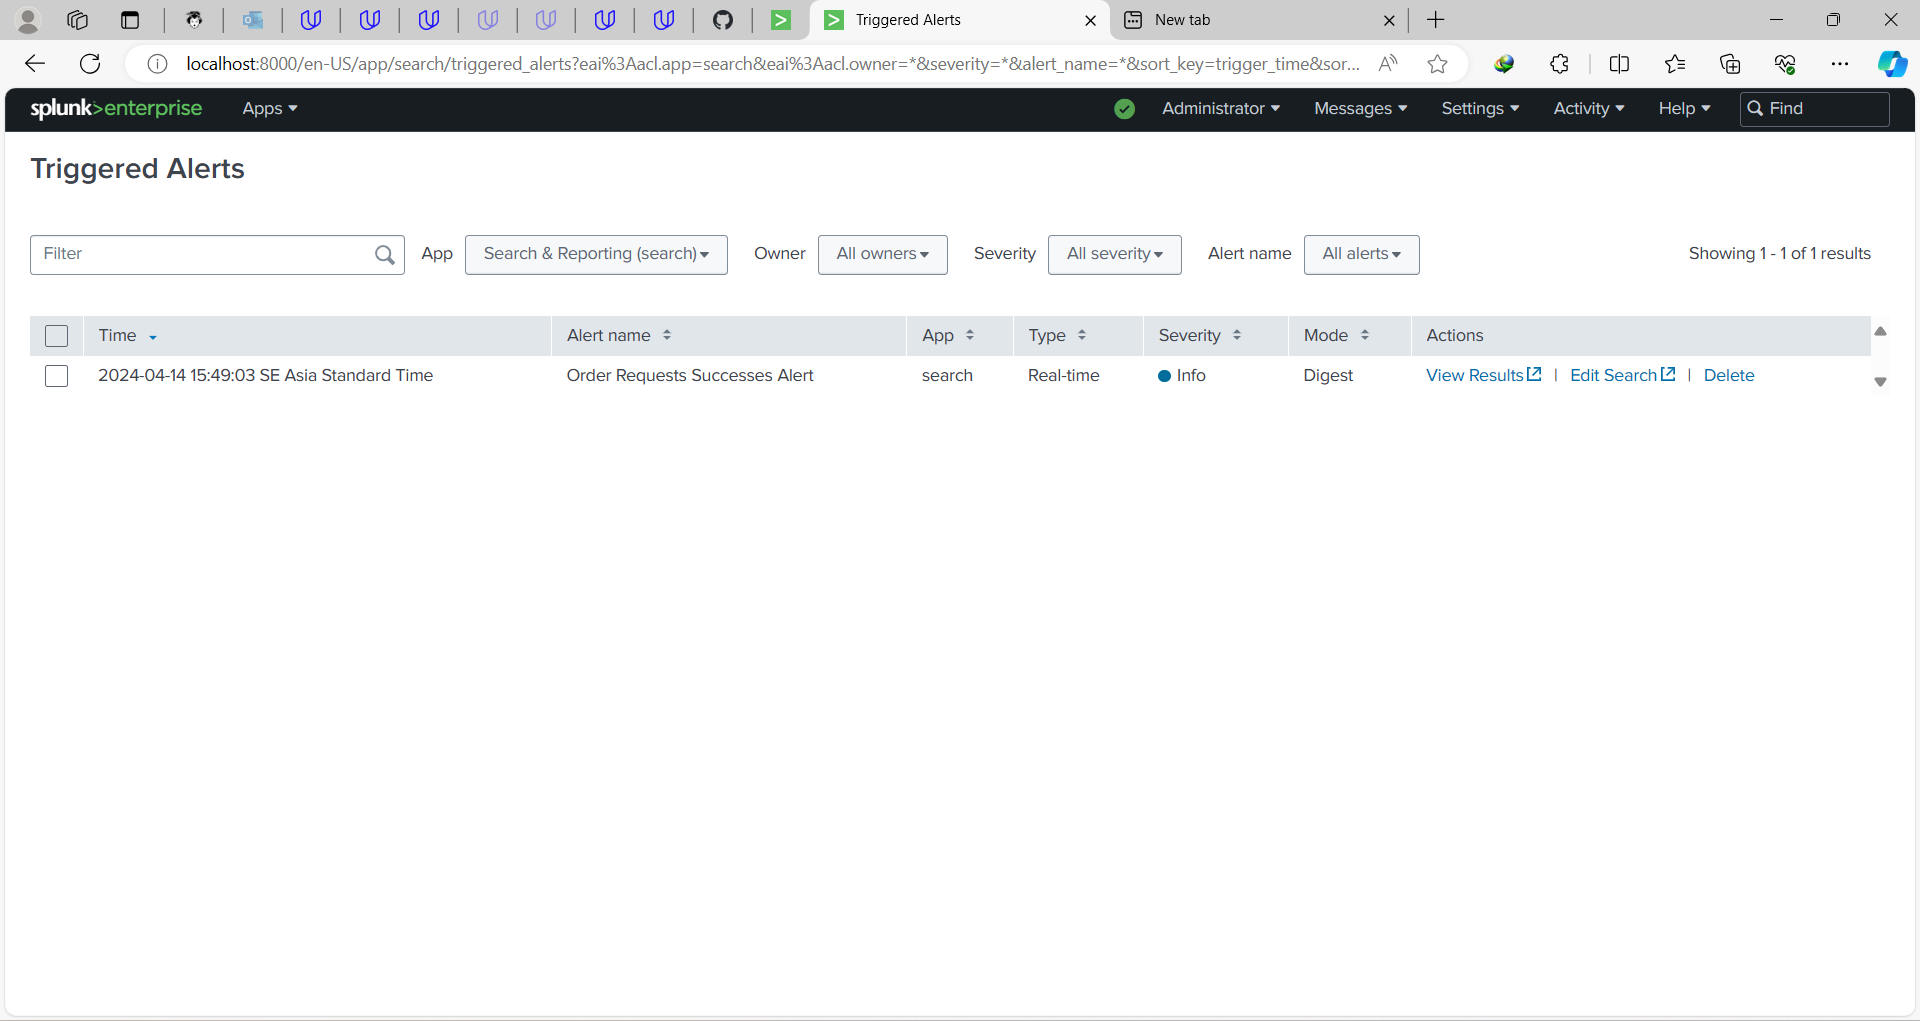 Triggered Alerts
New tab
localhost:8000/en-US/app/search/triggered_alerts?eai%3Aacl.app=search&eai%3Aacl.owner=*&severity=*&alert_name=*&sort_key=trigger_time&sor...
splunk>enterprise Apps Administrator Messages Settings Activity Help Find
Triggered Alerts
Filter App Search & Reporting (search) Owner All owners Severity All severity Alert name All alerts Showing 1 - 1 of 1 results
Time Alert name App Type Severity Mode Actions
2024-04-14 15:49:03 SE Asia Standard Time Order Requests Successes Alert search Real-time Info Digest View Results | Edit Search | Delete